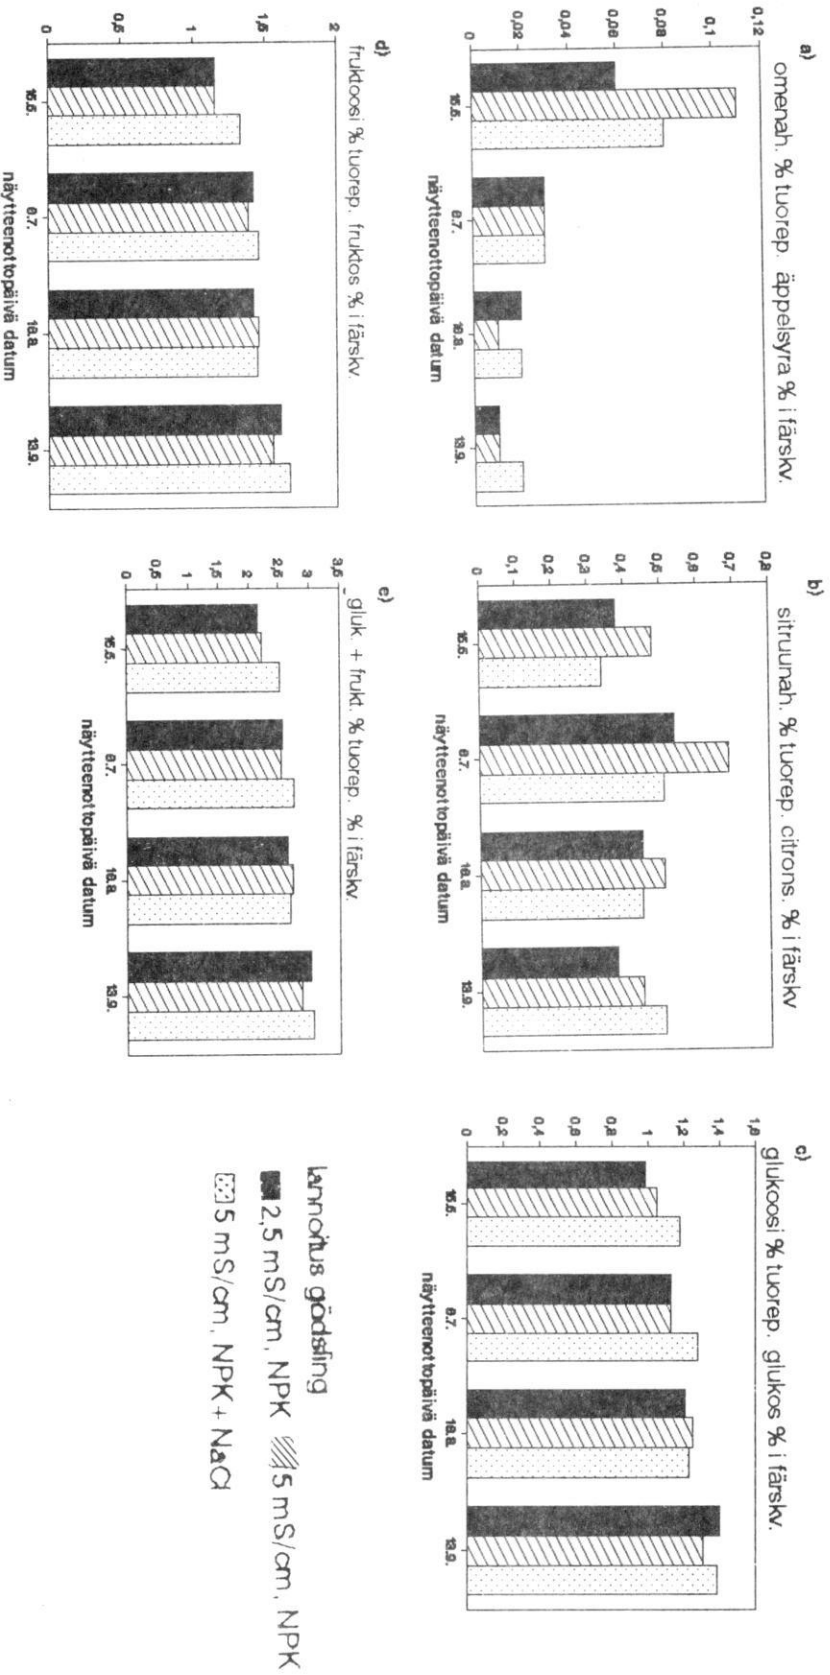 a)
omenah. % tuorep. äppelsyra % i färskv.
0,12
0,1
0,08
0,06
0,04
0,02
0
15.6. 8.7. 16.8. 13.9.
näytteenottopäivä datum
b)
sitruunah. % tuorep. citrons. % i färskv
0,8
0,7
0,6
0,5
0,4
0,3
0,2
0,1
0
15.6. 8.7. 16.8. 13.9.
näytteenottopäivä datum
c)
glukoosi % tuorep. glukos % i färskv.
1,6
1,4
1,2
1
0,8
0,6
0,4
0,2
0
15.6. 8.7. 16.8. 13.9.
näytteenottopäivä datum
d)
fruktoosi % tuorep. fruktos % i färskv.
2
1,5
1
0,5
0
15.6. 8.7. 16.8. 13.9.
näytteenottopäivä datum
e)
gluk. + frukt. % tuorep. % i färskv.
3,5
3
2,5
2
1,5
1
0,5
0
15.6. 8.7. 16.8. 13.9.
näytteenottopäivä datum
lannoitus gödsling
2,5 mS/cm, NPK 5 mS/cm, NPK
5 mS/cm, NPK + NaCl